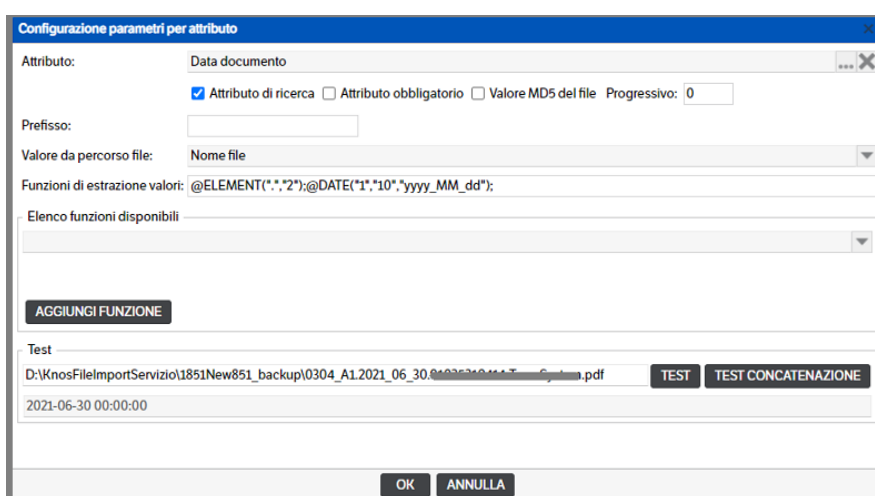 Configurazione parametri per attributo
Attributo: Data documento ...
Attributo di ricerca Attributo obbligatorio Valore MD5 del file Progressivo: 0
Prefisso:
Valore da percorso file: Nome file
Funzioni di estrazione valori: @ELEMENT(".","2");@DATE("1","10","yyyy_MM_dd");
Elenco funzioni disponibili
AGGIUNGI FUNZIONE
Test
D:\KnosFileImportServizio\1851New851_backup\0304_A1.2021_06_30. .pdf TEST TEST CONCATENAZIONE
2021-06-30 00:00:00
OK ANNULLA